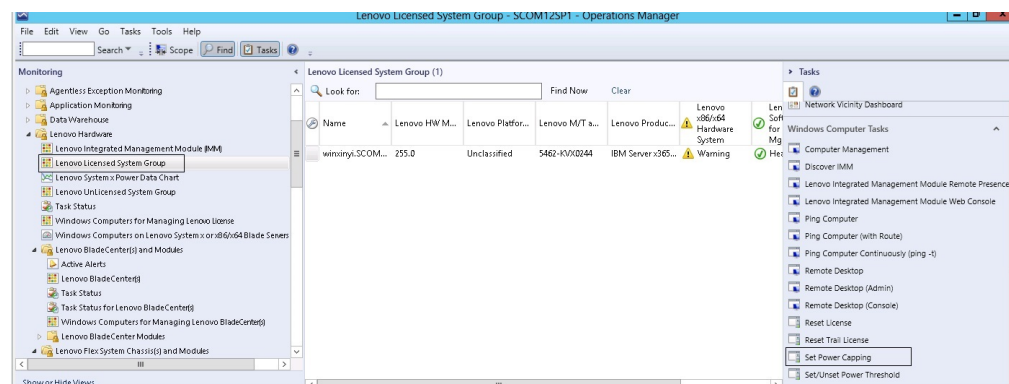 Lenovo Licensed System Group - SCOM12SP1 - Operations Manager
File Edit View Go Tasks Tools Help
Search Scope Find Tasks
Monitoring
Agentless Exception Monitoring
Application Monitoring
Data Warehouse
Lenovo Hardware
Lenovo Integrated Management Module (IMM)
Lenovo Licensed System Group
Lenovo System x Power Data Chart
Lenovo UnLicensed System Group
Task Status
Windows Computers for Managing Lenovo License
Windows Computers on Lenovo System x or x86/x64 Blade Servers
Lenovo BladeCenter(s) and Modules
Active Alerts
Lenovo BladeCenter(s)
Task Status
Task Status for Lenovo BladeCenter(s)
Windows Computers for Managing Lenovo BladeCenter(s)
Lenovo BladeCenter Modules
Lenovo Flex System Chassis(s) and Modules
Show or Hide Views
Lenovo Licensed System Group (1)
Look for: Find Now Clear
Name Lenovo HW M... Lenovo Platfor... Lenovo M/T a... Lenovo Produc... Lenovo x86/x64 Hardware System Len Soft for Mg
winxinyi.SCOM... 255.0 Unclassified 5462-KVX0244 IBM Server x365... Warning Hea
Tasks
Network Vicinity Dashboard
Windows Computer Tasks
Computer Management
Discover IMM
Lenovo Integrated Management Module Remote Presence
Lenovo Integrated Management Module Web Console
Ping Computer
Ping Computer (with Route)
Ping Computer Continuously (ping -t)
Remote Desktop
Remote Desktop (Admin)
Remote Desktop (Console)
Reset License
Reset Trail License
Set Power Capping
Set/Unset Power Threshold